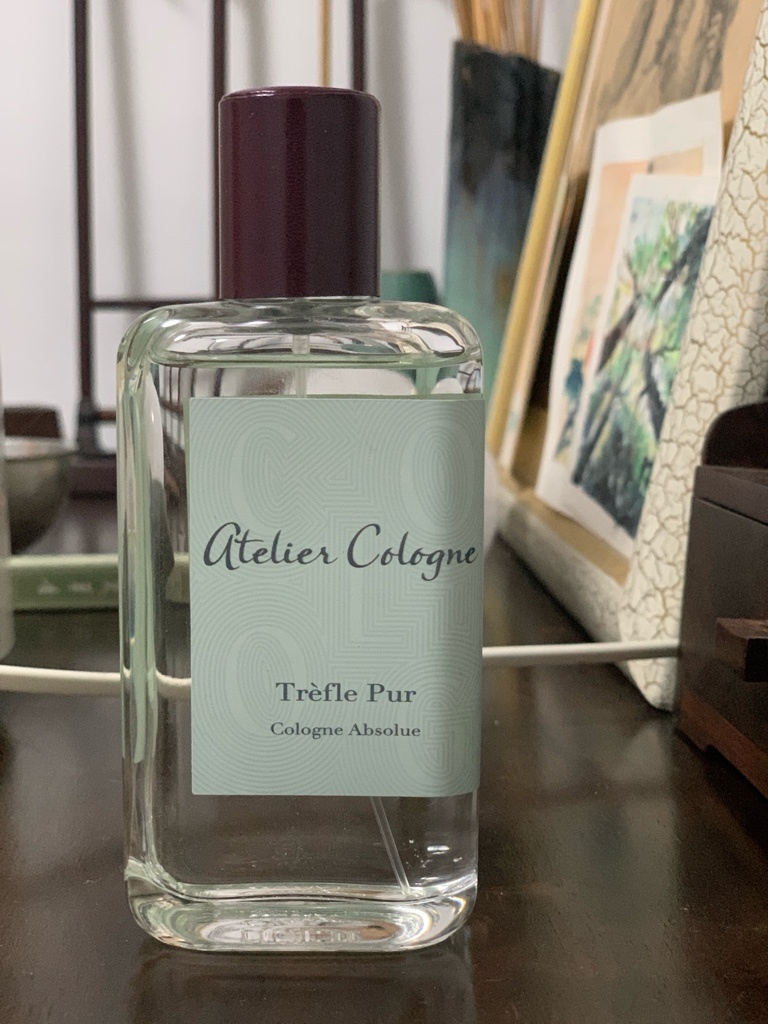 Atelier Cologne
Trèfle Pur
Cologne Absolue